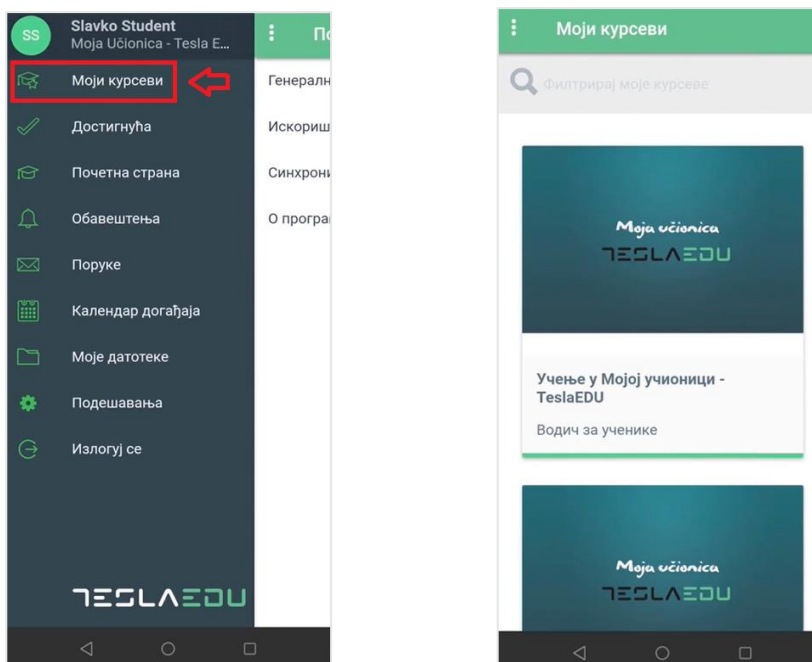 SS
Slavko Student
Moja Učionica - Tesla E...
Моји курсеви
Достигнућа
Почетна страна
Обавештења
Поруке
Календар догађаја
Моје датотеке
Подешавања
Излогуј се
TESLAEDU
По
Генералн
Искориш
Синхрони
О програ
Моји курсеви
Филтрирај моје курсеве
Moja učionica
TESLAEDU
Учење у Мојој учионици -
TeslaEDU
Водич за ученике
Moja učionica
TESLAEDU